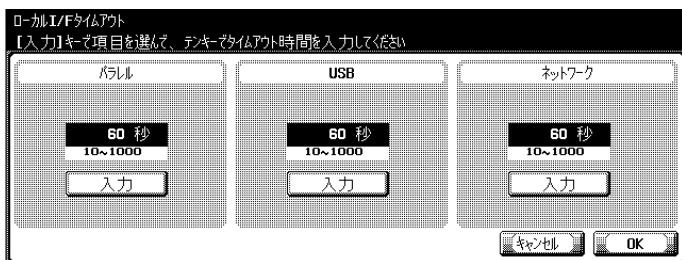 ローカルI/Fタイムアウト
【入力】キーで項目を選んで、テンキーでタイムアウト時間を入力してください
パラレル USB ネットワーク
60 秒 60 秒 60 秒
10~1000 10~1000 10~1000
入力 入力 入力
キャンセル OK